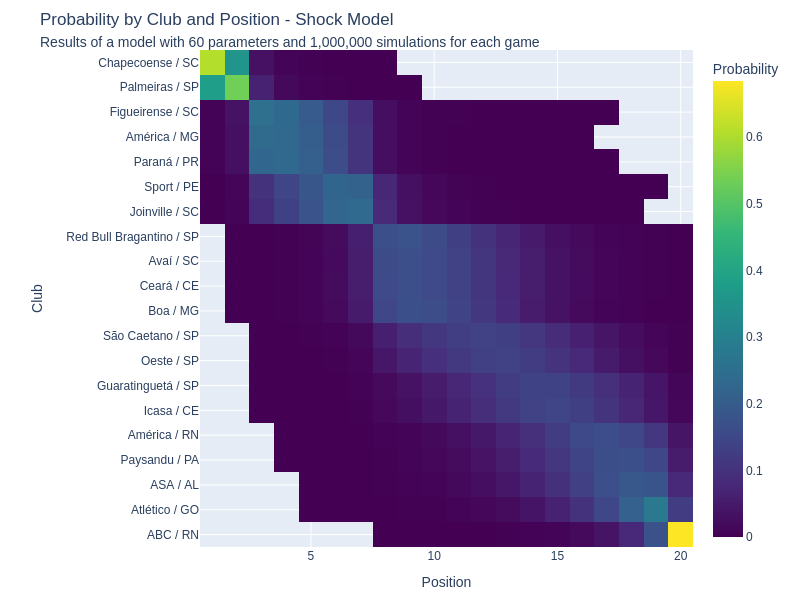 Probability by Club and Position - Shock Model
Results of a model with 60 parameters and 1,000,000 simulations for each game
Probability
Chapecoense / SC
Palmeiras / SP
Figueirense / SC
América / MG
Paraná / PR
Sport / PE
Joinville / SC
Red Bull Bragantino / SP
Avaí / SC
Ceará / CE
Boa / MG
São Caetano / SP
Oeste / SP
Guaratinguetá / SP
Icasa / CE
América / RN
Paysandu / PA
ASA / AL
Atlético / GO
ABC / RN
Club
5
10
15
20
Position
0.6
0.5
0.4
0.3
0.2
0.1
0